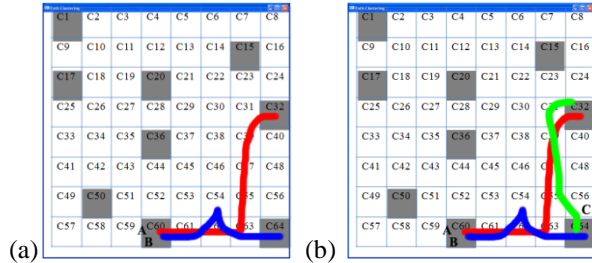 Path Clustering
C1 C2 C3 C4 C5 C6 C7 C8
C9 C10 C11 C12 C13 C14 C15 C16
C17 C18 C19 C20 C21 C22 C23 C24
C25 C26 C27 C28 C29 C30 C31 C32
C33 C34 C35 C36 C37 C38 C40
C41 C42 C43 C44 C45 C46 C48
C49 C50 C51 C52 C53 C54 C55 C56
C57 C58 C59 C60 C61 C63 C64
A
B
(a)
Path Clustering
C1 C2 C3 C4 C5 C6 C7 C8
C9 C10 C11 C12 C13 C14 C15 C16
C17 C18 C19 C20 C21 C22 C23 C24
C25 C26 C27 C28 C29 C30 C32
C33 C34 C35 C36 C37 C38 C40
C41 C42 C43 C44 C45 C46 C48
C49 C50 C51 C52 C53 C54 C56
C57 C58 C59 C60 C61 C63
A
B
C
(b)